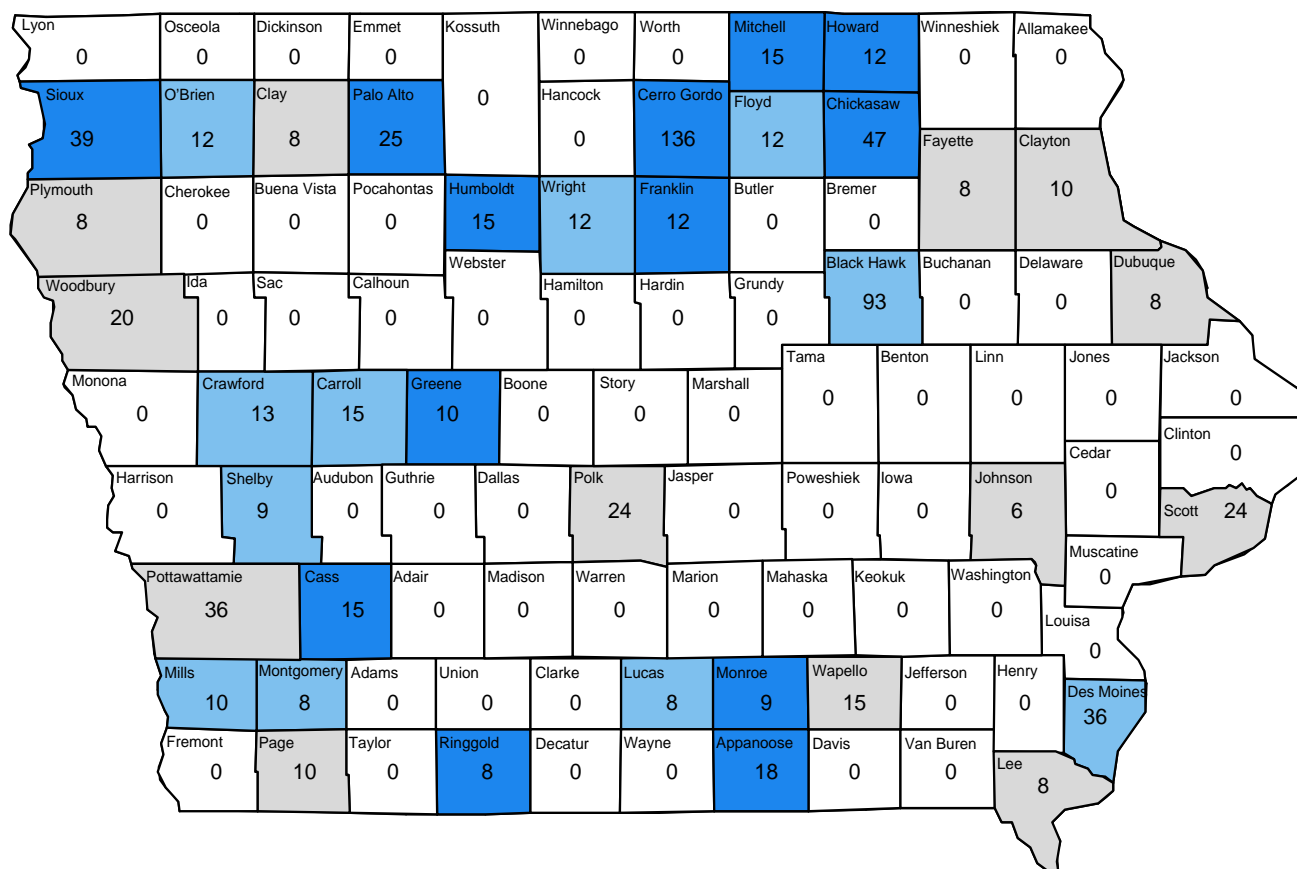 Lyon
0
Osceola
0
Dickinson
0
Emmet
0
Kossuth
0
Winnebago
0
Worth
0
Mitchell
15
Howard
12
Winneshiek
0
Allamakee
0
Sioux
39
O'Brien
12
Clay
8
Palo Alto
25
Hancock
0
Cerro Gordo
136
Floyd
12
Chickasaw
47
Fayette
8
Clayton
10
Plymouth
8
Cherokee
0
Buena Vista
0
Pocahontas
0
Humboldt
15
Wright
12
Franklin
12
Butler
0
Bremer
0
Woodbury
20
Ida
0
Sac
0
Calhoun
0
Webster
0
Hamilton
0
Hardin
0
Grundy
0
Black Hawk
93
Buchanan
0
Delaware
0
Dubuque
8
Monona
0
Crawford
13
Carroll
15
Greene
10
Boone
0
Story
0
Marshall
0
Tama
0
Benton
0
Linn
0
Jones
0
Jackson
0
Clinton
0
Cedar
0
Harrison
0
Shelby
9
Audubon
0
Guthrie
0
Dallas
0
Polk
24
Jasper
0
Poweshiek
0
Iowa
0
Johnson
6
Scott 24
Muscatine
0
Pottawattamie
36
Cass
15
Adair
0
Madison
0
Warren
0
Marion
0
Mahaska
0
Keokuk
0
Washington
0
Louisa
0
Mills
10
Montgomery
8
Adams
0
Union
0
Clarke
0
Lucas
8
Monroe
9
Wapello
15
Jefferson
0
Henry
0
Des Moines
36
Fremont
0
Page
10
Taylor
0
Ringgold
8
Decatur
0
Wayne
0
Appanoose
18
Davis
0
Van Buren
0
Lee
8